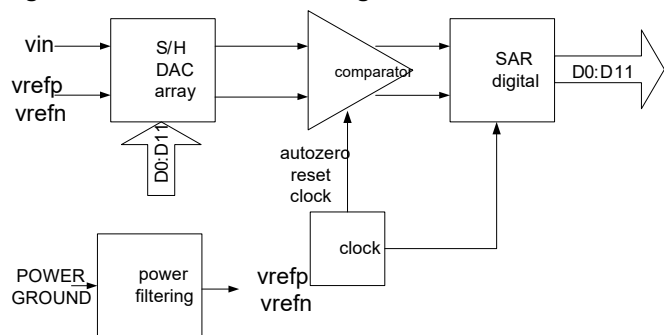 vin
vrefp
vrefn
S/H
DAC
array
D0:D11
comparator
autozero
reset
clock
SAR
digital
D0:D11
clock
POWER
GROUND
power
filtering
vrefp
vrefn